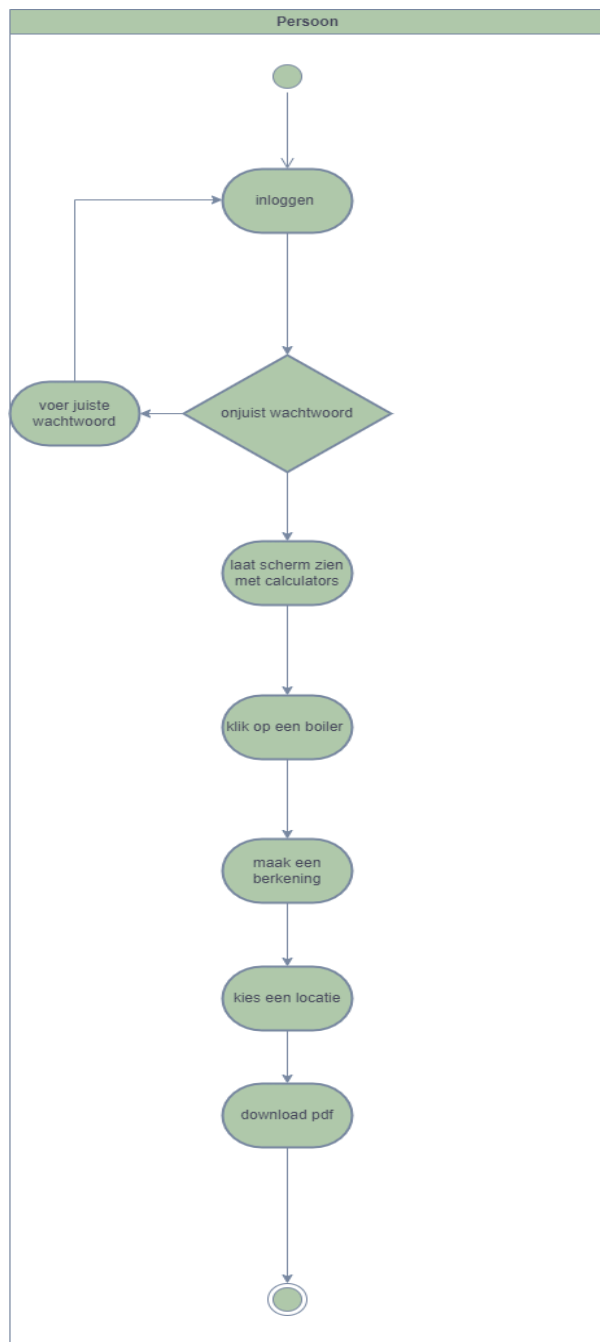 Persoon
inloggen
onjuist wachtwoord
voer juiste
wachtwoord
laat scherm zien
met calculators
klik op een boiler
maak een
berkening
kies een locatie
download pdf